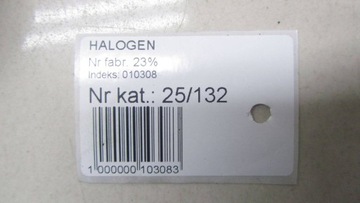 HALOGEN
Nr fabr. 23%
Indeks: 010308
Nr kat.: 25/132
1 000000 103083